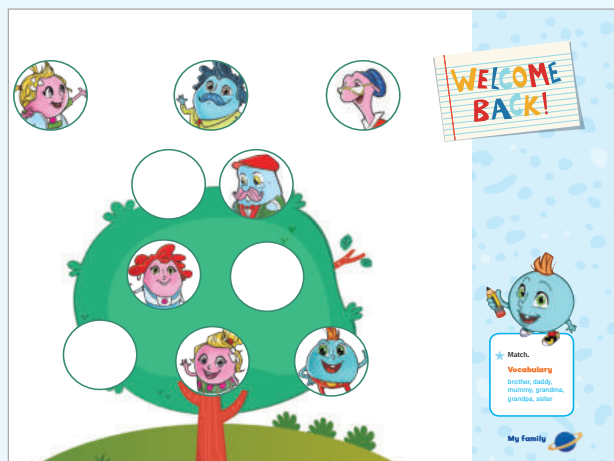 WELCOME
BACK!
Match.
Vocabulary
brother, daddy,
mummy, grandma,
grandpa, sister
My family